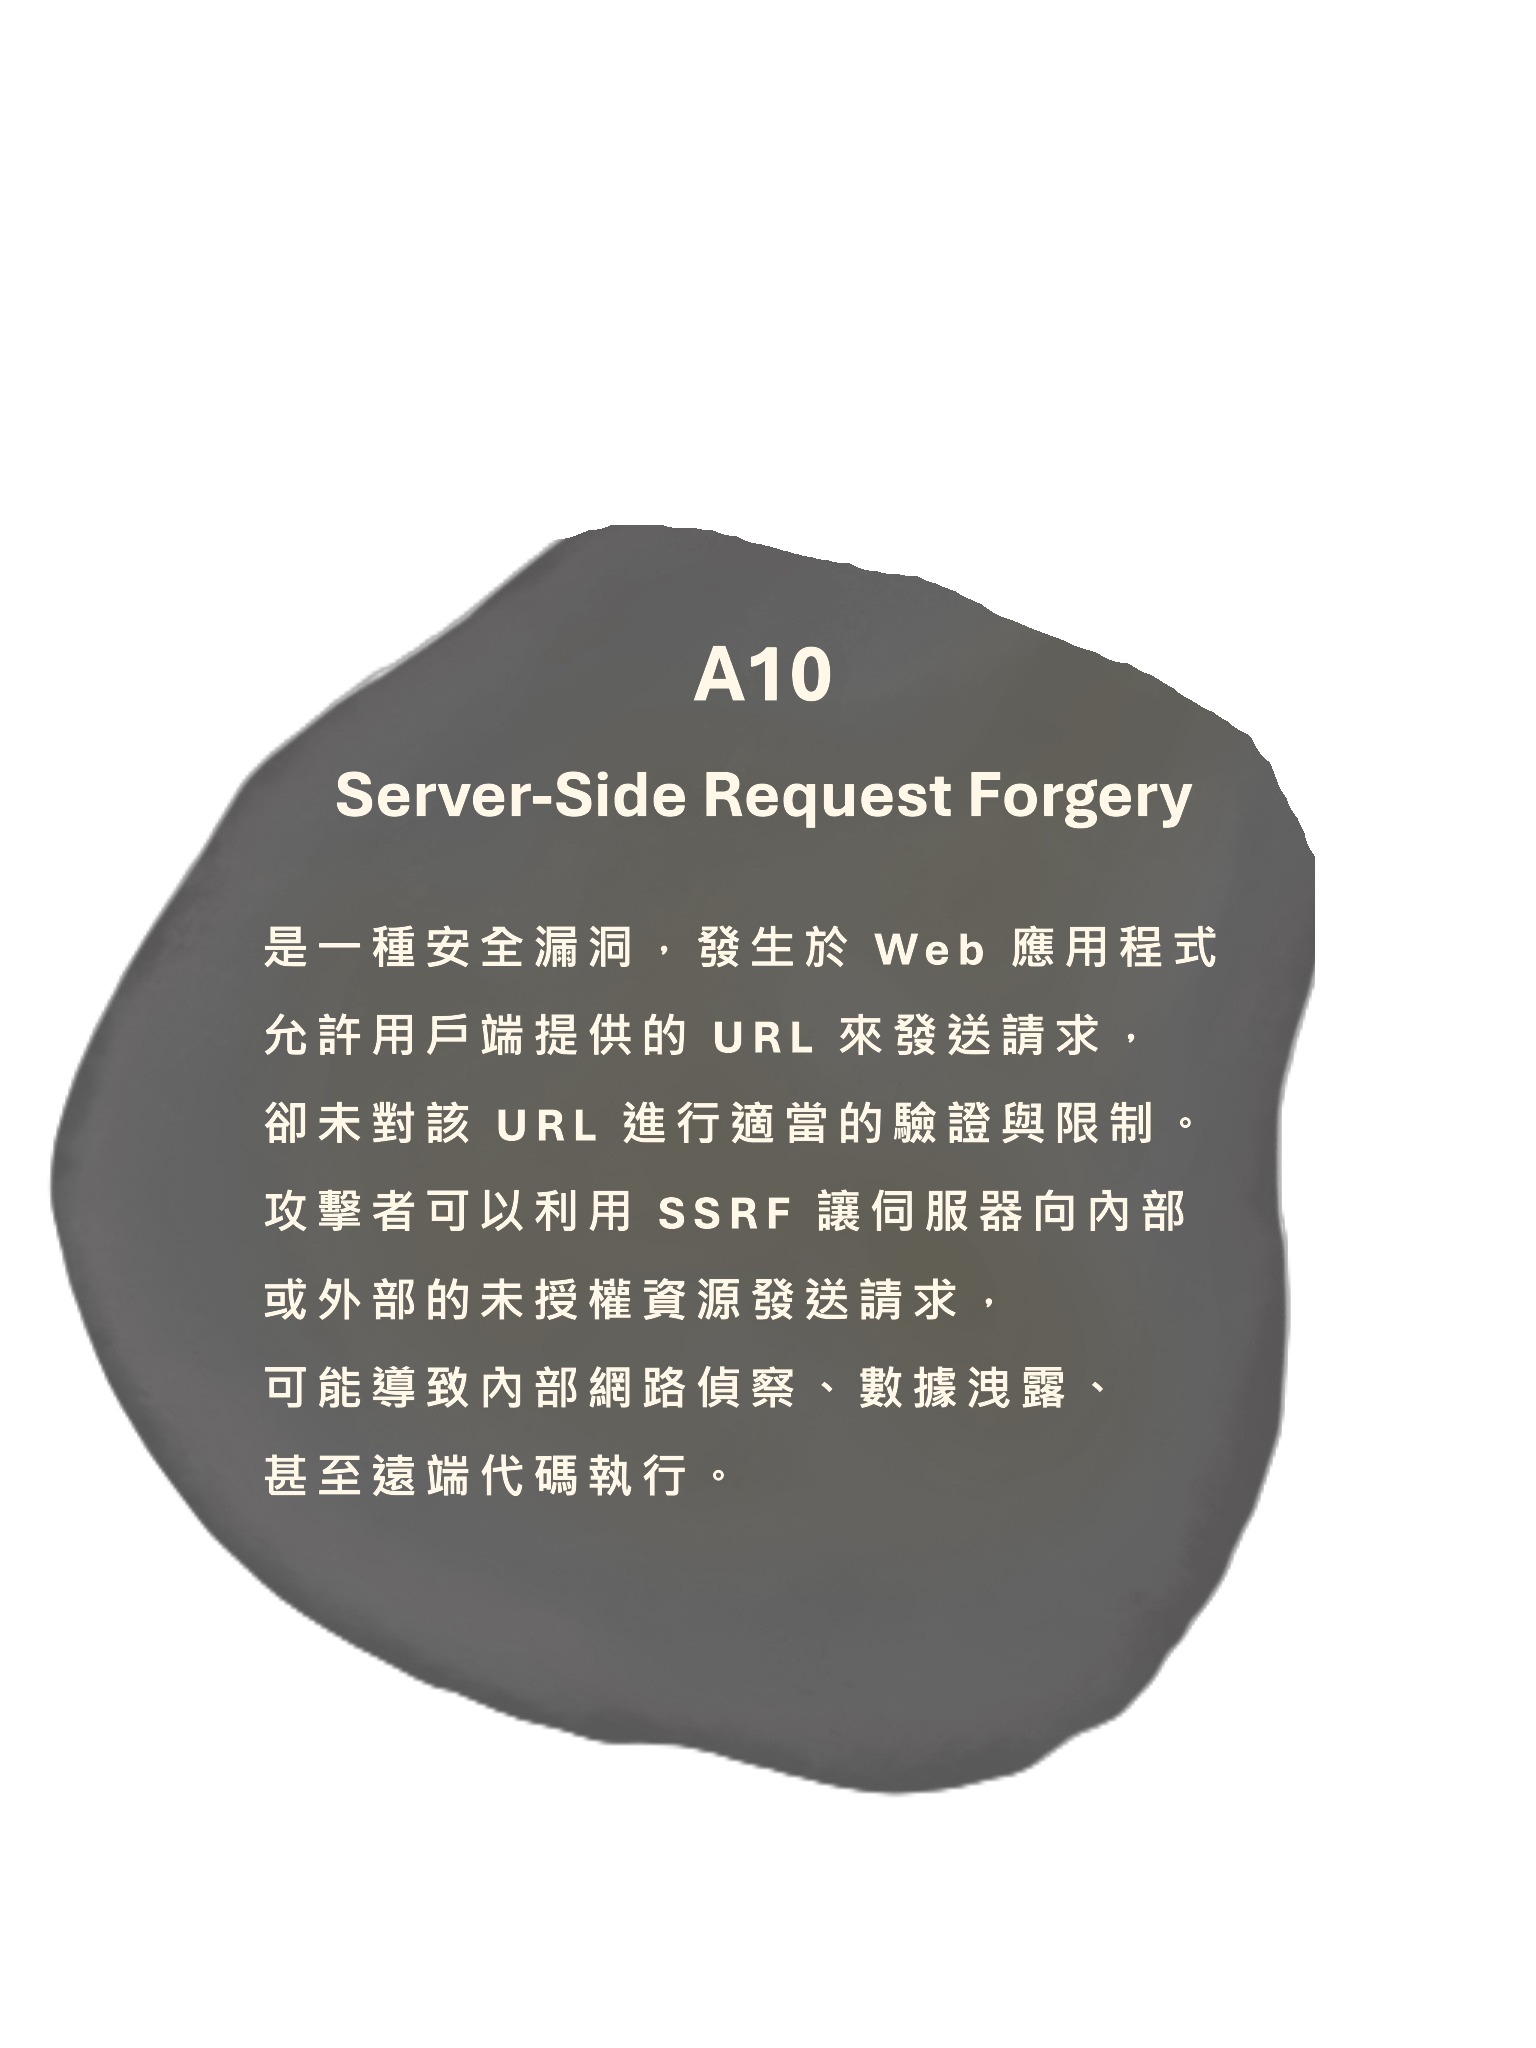 A10
Server-Side Request Forgery
是一種安全漏洞，發生於 Web 應用程式
允許用戶端提供的 URL 來發送請求，
卻未對該 URL 進行適當的驗證與限制。
攻擊者可以利用 SSRF 讓伺服器向內部
或外部的未授權資源發送請求，
可能導致內部網路偵察、數據洩露、
甚至遠端代碼執行。